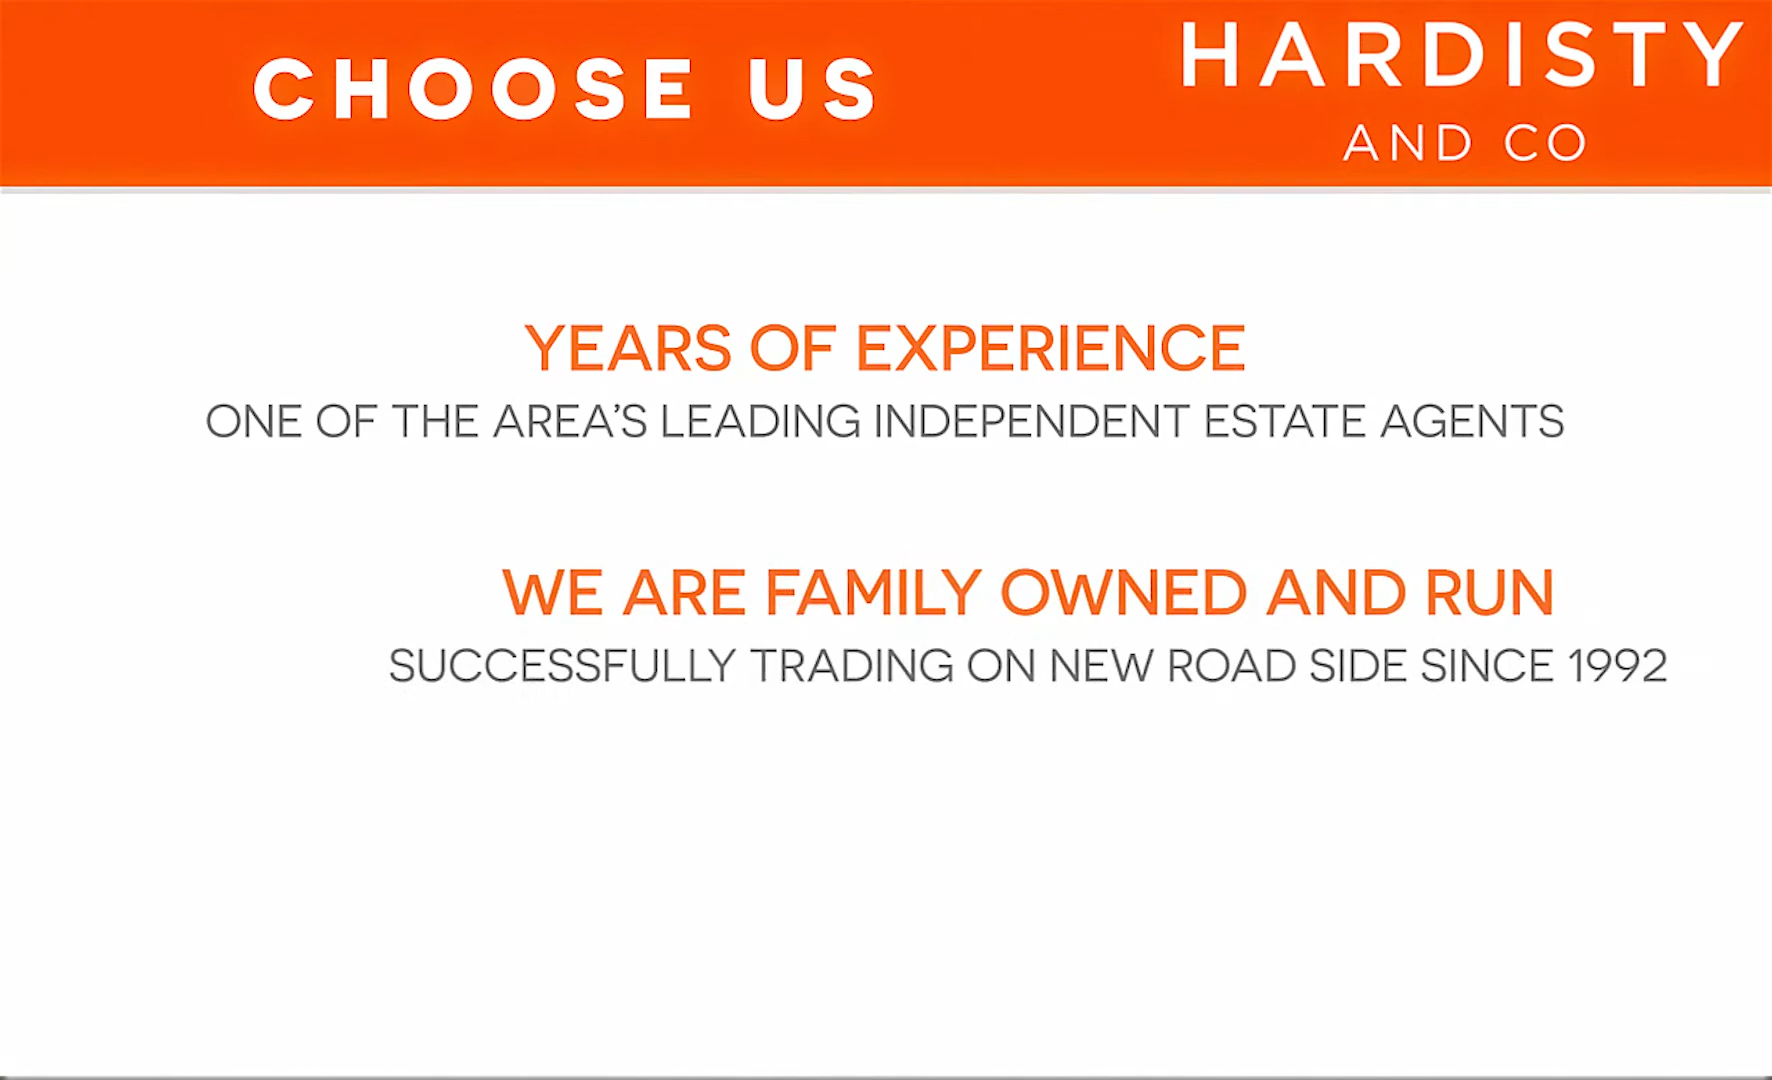 CHOOSE US
HARDISTY
AND CO
YEARS OF EXPERIENCE
ONE OF THE AREA’S LEADING INDEPENDENT ESTATE AGENTS
WE ARE FAMILY OWNED AND RUN
SUCCESSFULLY TRADING ON NEW ROAD SIDE SINCE 1992